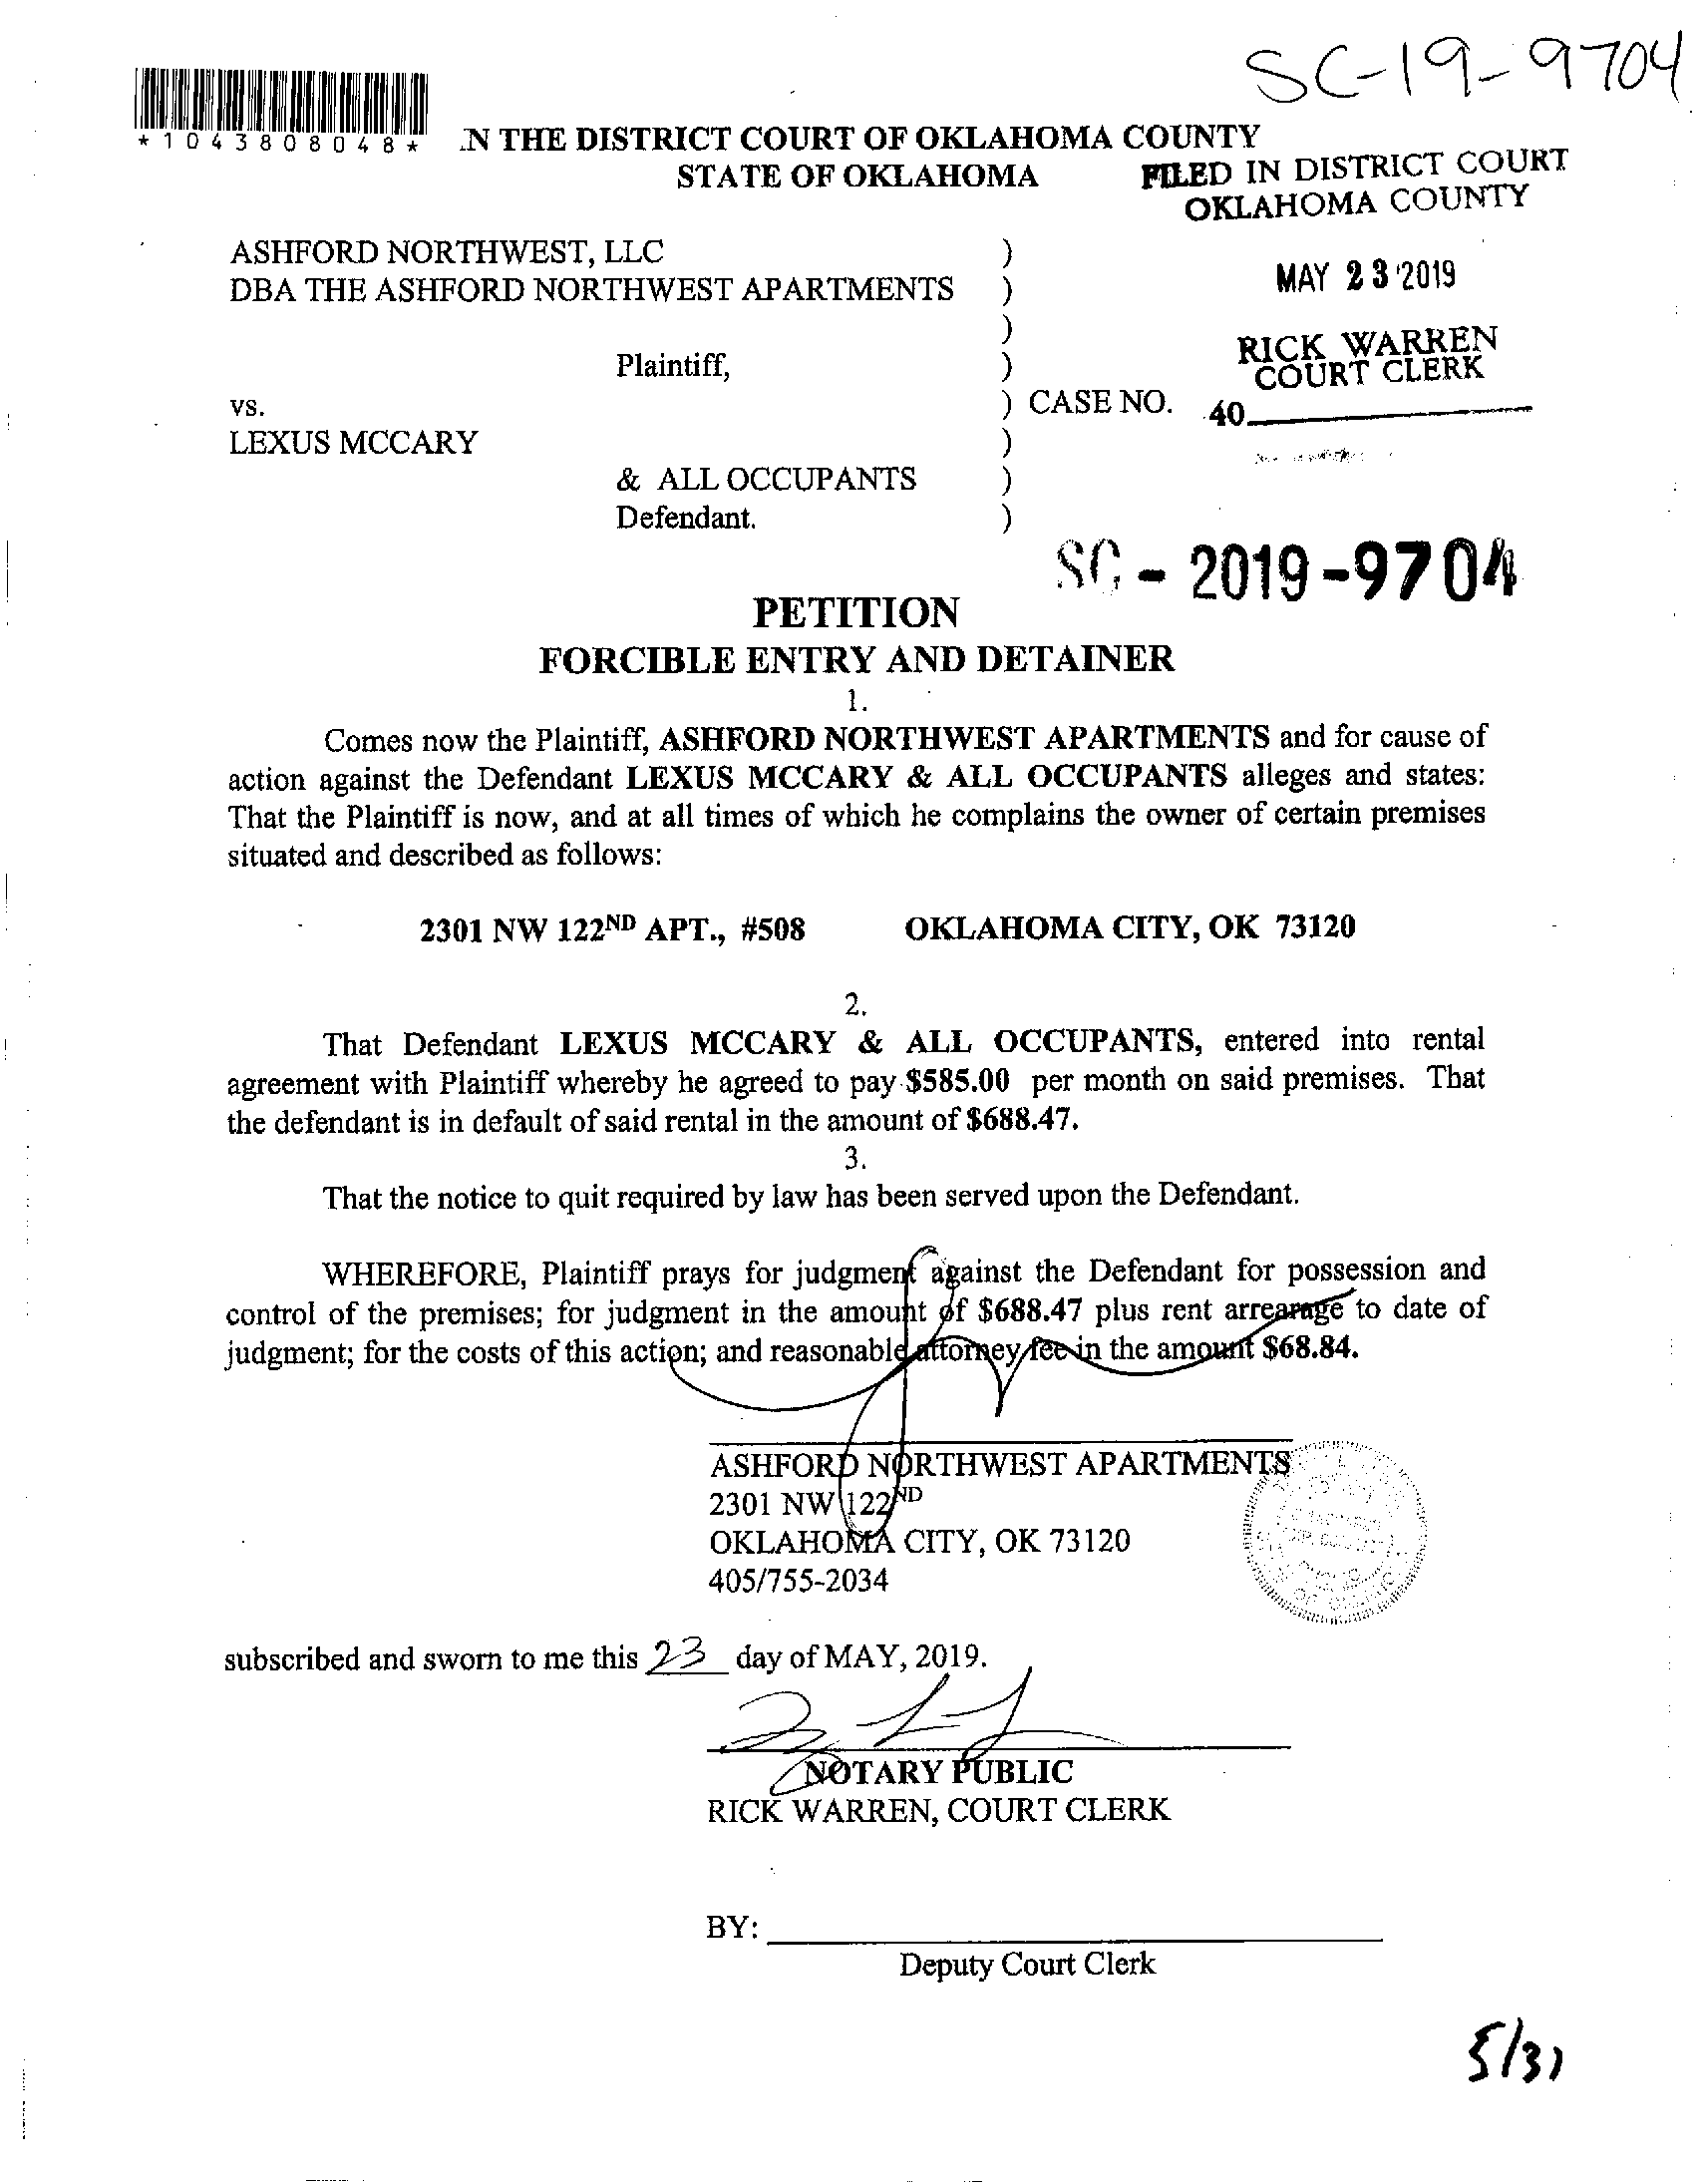 SC-19-9704
*1043808048*
.N THE DISTRICT COURT OF OKLAHOMA COUNTY
STATE OF OKLAHOMA
FILED IN DISTRICT COURT
OKLAHOMA COUNTY
ASHFORD NORTHWEST, LLC )
DBA THE ASHFORD NORTHWEST APARTMENTS )
MAY 23 2019
)
Plaintiff, )
RICK WARREN
COURT CLERK
vs. ) CASE NO. 40
LEXUS MCCARY )
& ALL OCCUPANTS )
Defendant. )
SC - 2019-9704
PETITION
FORCIBLE ENTRY AND DETAINER
1.
Comes now the Plaintiff, ASHFORD NORTHWEST APARTMENTS and for cause of
action against the Defendant LEXUS MCCARY & ALL OCCUPANTS alleges and states:
That the Plaintiff is now, and at all times of which he complains the owner of certain premises
situated and described as follows:
2301 NW 122ND APT., #508 OKLAHOMA CITY, OK 73120
2.
That Defendant LEXUS MCCARY & ALL OCCUPANTS, entered into rental
agreement with Plaintiff whereby he agreed to pay $585.00 per month on said premises. That
the defendant is in default of said rental in the amount of $688.47.
3.
That the notice to quit required by law has been served upon the Defendant.
WHEREFORE, Plaintiff prays for judgment against the Defendant for possession and
control of the premises; for judgment in the amount of $688.47 plus rent arrearage to date of
judgment; for the costs of this action; and reasonable attorney fee in the amount $68.84.
ASHFORD NORTHWEST APARTMENTS
2301 NW 122ND
OKLAHOMA CITY, OK 73120
405/755-2034
subscribed and sworn to me this 23 day of MAY, 2019.
NOTARY PUBLIC
RICK WARREN, COURT CLERK
BY:
Deputy Court Clerk
5/31